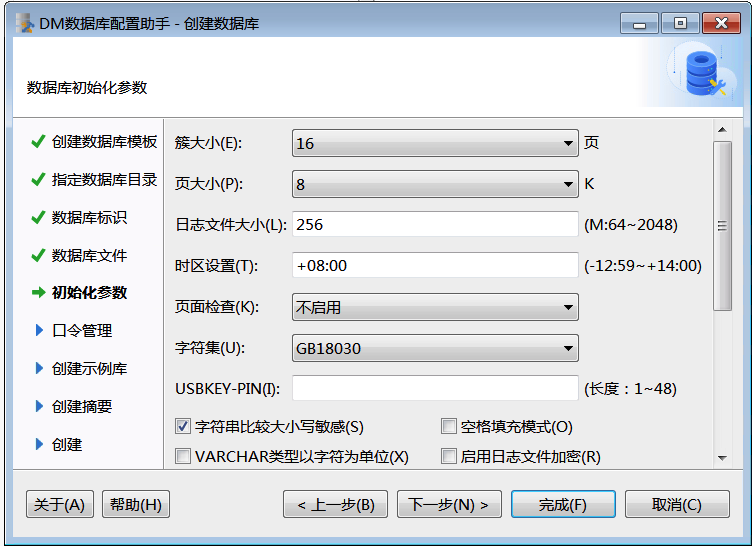 DM数据库配置助手 - 创建数据库
数据库初始化参数
创建数据库模板
指定数据库目录
数据库标识
数据库文件
初始化参数
口令管理
创建示例库
创建摘要
创建
簇大小(E): 16 页
页大小(P): 8 K
日志文件大小(L): 256 (M:64~2048)
时区设置(T): +08:00 (-12:59~+14:00)
页面检查(K): 不启用
字符集(U): GB18030
USBKEY-PIN(I): (长度：1~48)
字符串比较大小写敏感(S) 空格填充模式(O)
VARCHAR类型以字符为单位(X) 启用日志文件加密(R)
关于(A) 帮助(H) < 上一步(B) 下一步(N) > 完成(F) 取消(C)